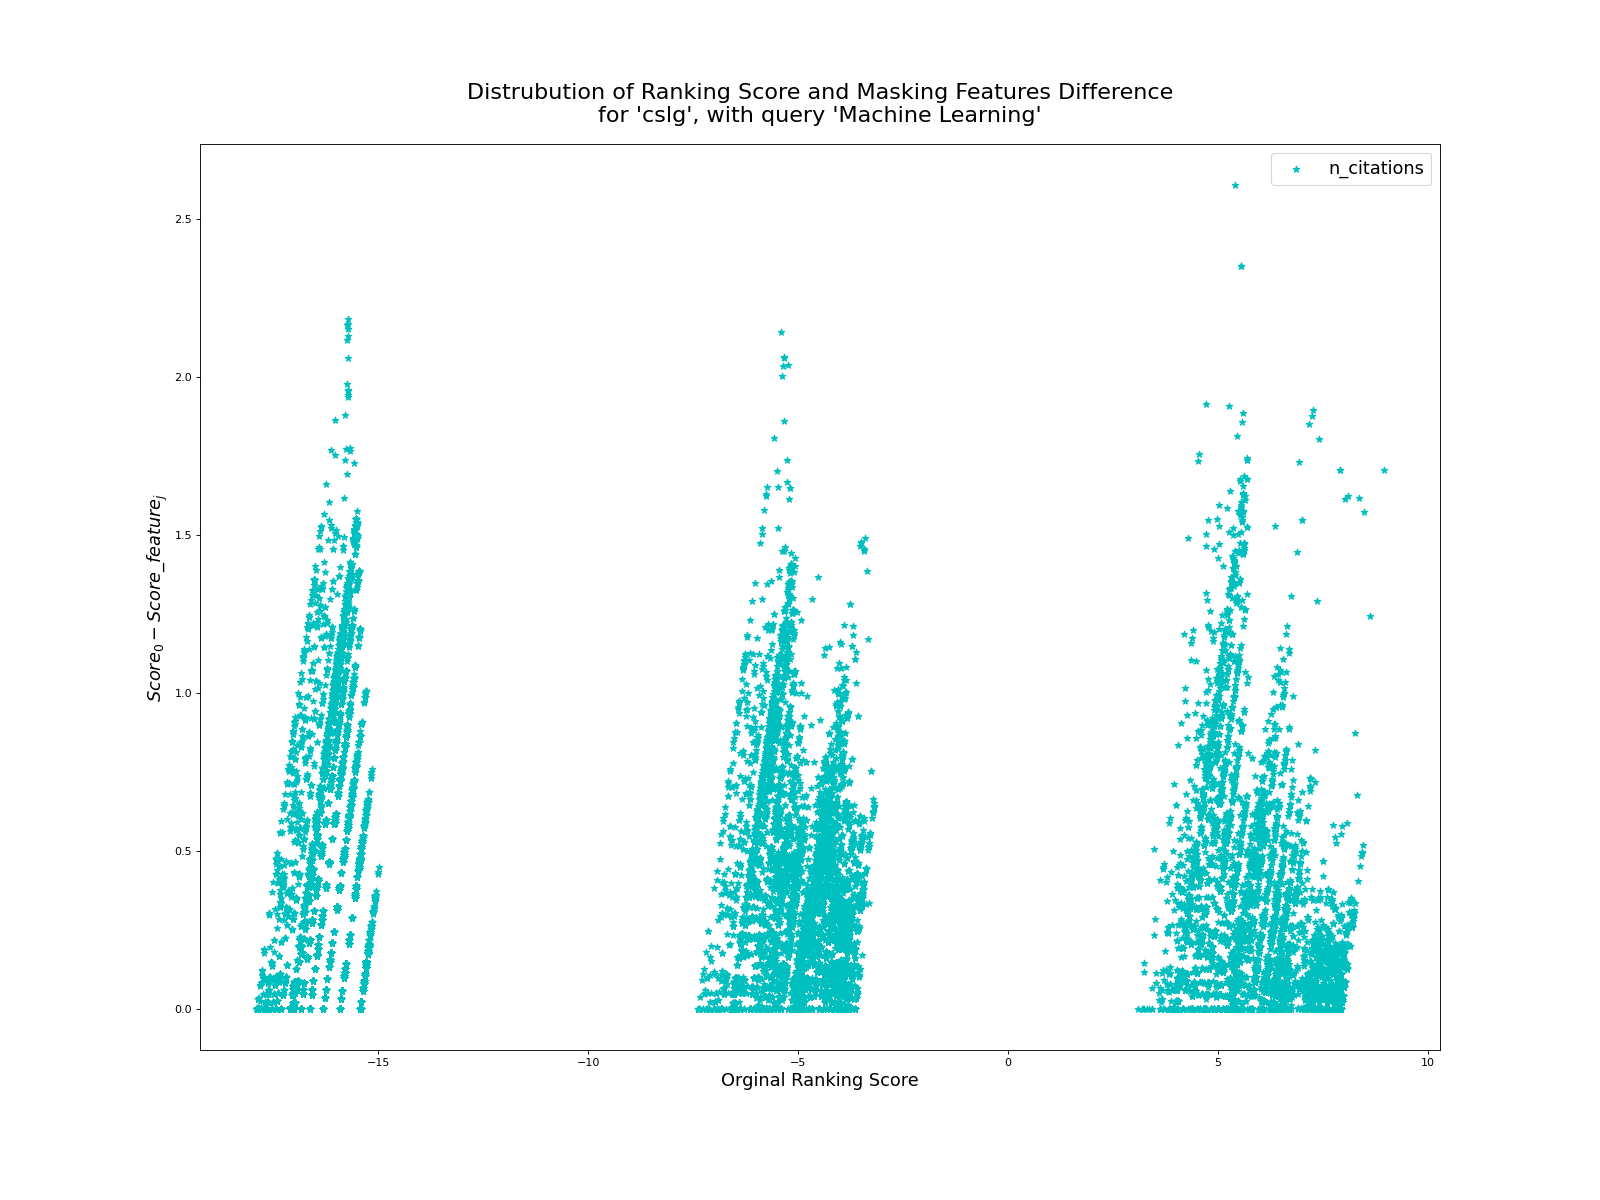 Distrubution of Ranking Score and Masking Features Difference
for 'cslg', with query 'Machine Learning'
n_citations
2.5
2.0
1.5
1.0
0.5
0.0
Score₀ − Score_featureⱼ
−15
−10
−5
0
5
10
Orginal Ranking Score